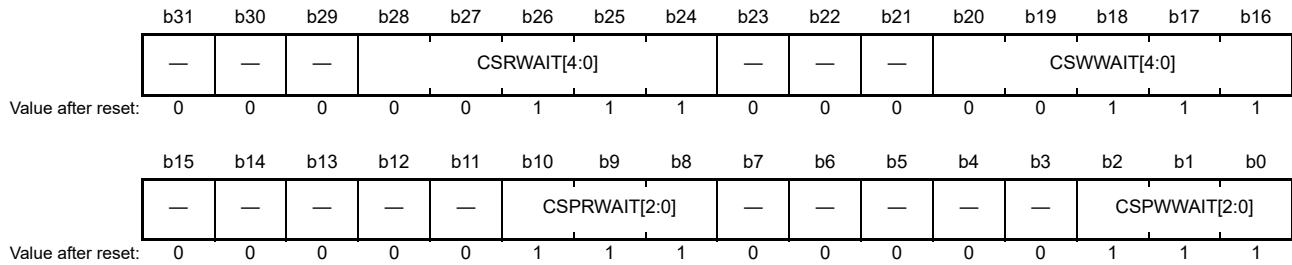 b31 b30 b29 b28 b27 b26 b25 b24 b23 b22 b21 b20 b19 b18 b17 b16
— — — CSRWAIT[4:0] — — — CSWWAIT[4:0]
Value after reset: 0 0 0 0 0 1 1 1 0 0 0 0 0 1 1 1
b15 b14 b13 b12 b11 b10 b9 b8 b7 b6 b5 b4 b3 b2 b1 b0
— — — — — CSPRWAIT[2:0] — — — — — CSPWWAIT[2:0]
Value after reset: 0 0 0 0 0 1 1 1 0 0 0 0 0 1 1 1